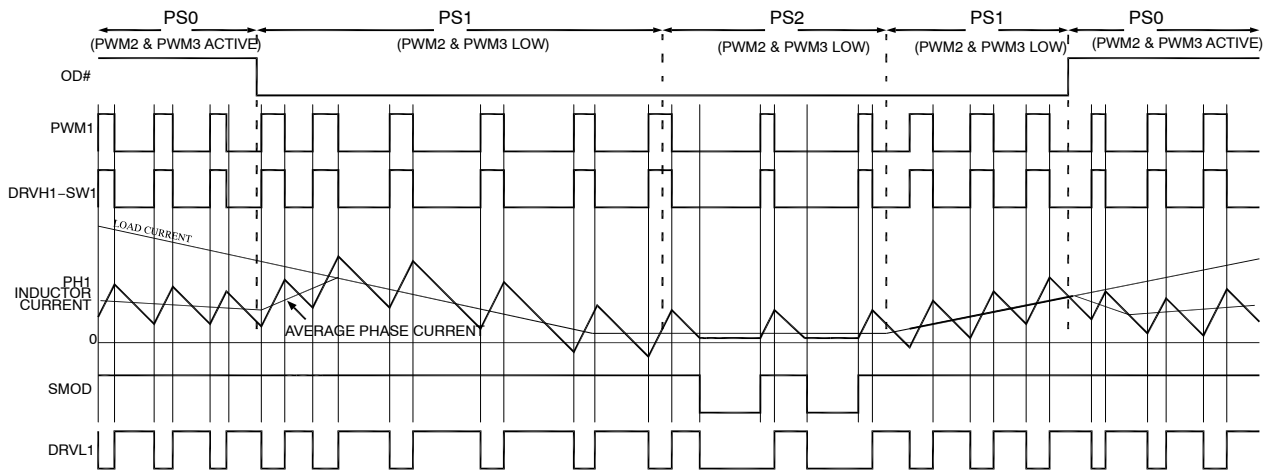 PS0
PS1
PS2
PS1
PS0
(PWM2 & PWM3 ACTIVE)
(PWM2 & PWM3 LOW)
(PWM2 & PWM3 LOW)
(PWM2 & PWM3 LOW)
(PWM2 & PWM3 ACTIVE)
OD#
PWM1
DRVH1–SW1
LOAD CURRENT
PH1
INDUCTOR
CURRENT
AVERAGE PHASE CURRENT
0
SMOD
DRVL1